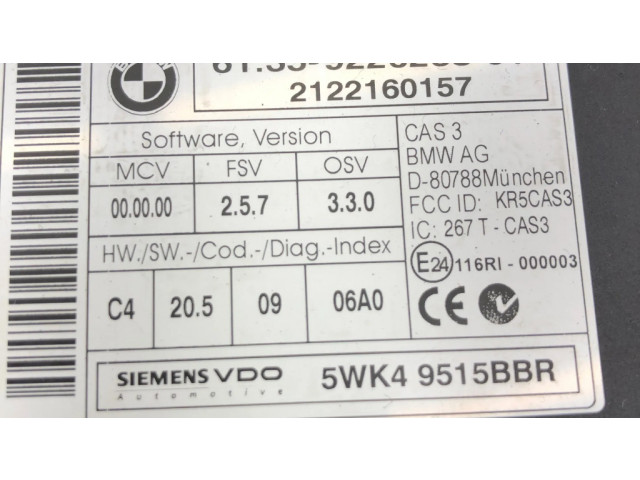 2122160157
Software, Version
MCV FSV OSV
00.00.00 2.5.7 3.3.0
HW./SW.-/Cod.-/Diag.-Index
C4 20.5 09 06A0
CAS 3
BMW AG
D-80788München
FCC ID: KR5CAS3
IC: 267 T - CAS3
E24 116RI - 000003
CE
SIEMENS VDO
Automotive
5WK4 9515BBR